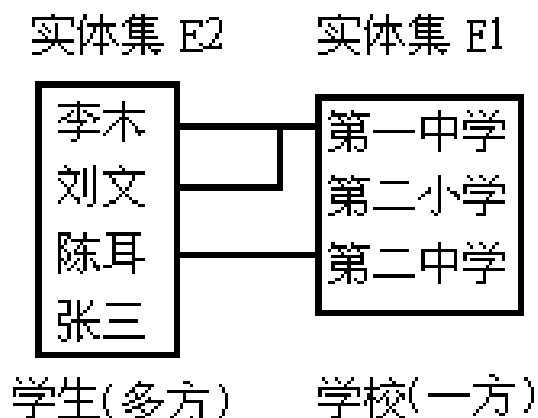 实体集 E2
实体集 E1
李木
刘文
陈耳
张三
第一中学
第二小学
第二中学
学生(多方)
学校(一方)